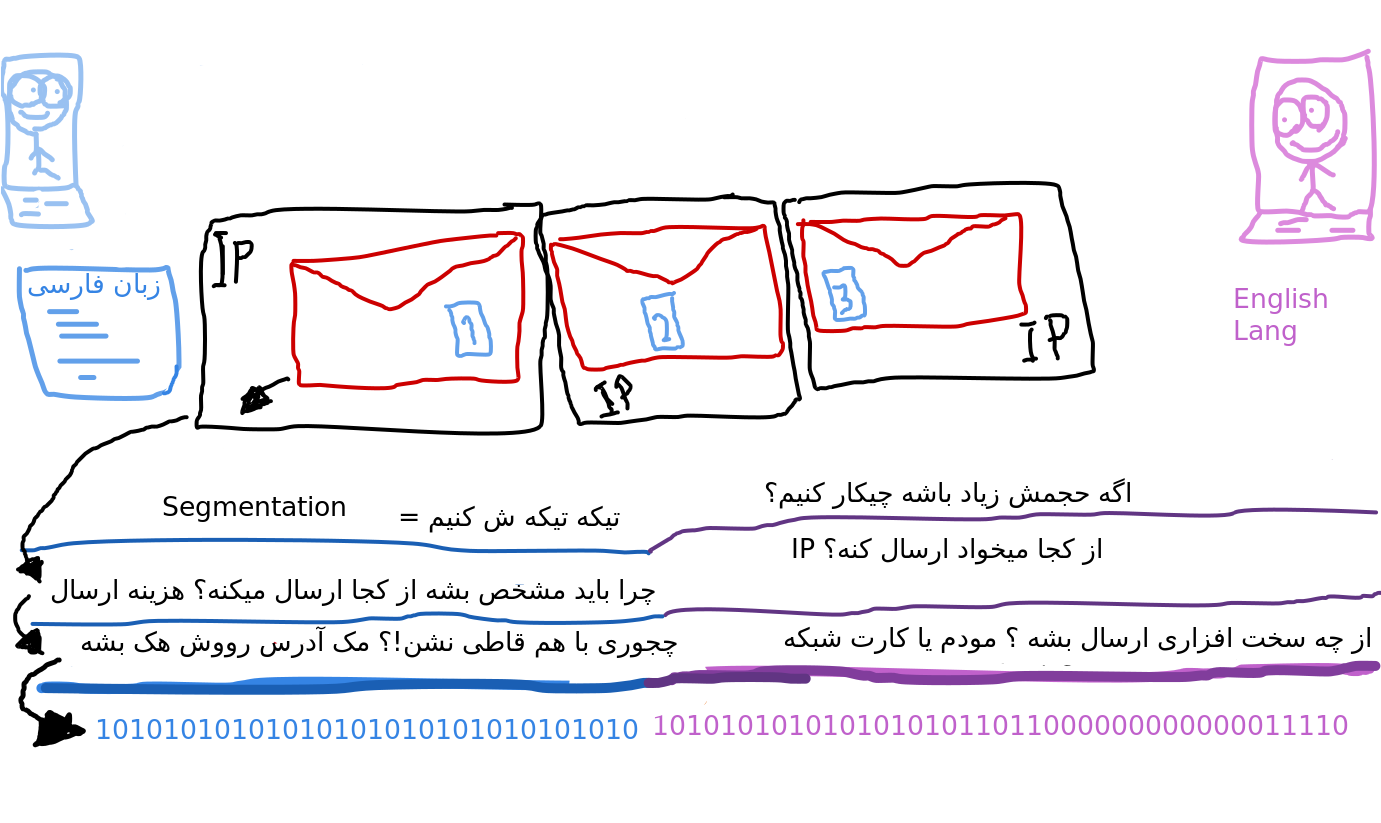 زبان فارسی
IP
1
2
IP
3
IP
English
Lang
اگه حجمش زیاد باشه چیکار کنیم؟
Segmentation = تیکه تیکه ش کنیم
از کجا میخواد ارسال کنه؟ IP
چرا باید مشخص بشه از کجا ارسال میکنه؟ هزینه ارسال
از چه سخت افزاری ارسال بشه ؟ مودم یا کارت شبکه
چجوری با هم قاطی نشن!؟ مک آدرس رووش هک بشه
10101010101010101010101010101010
10101010101010101011011000000000000011110